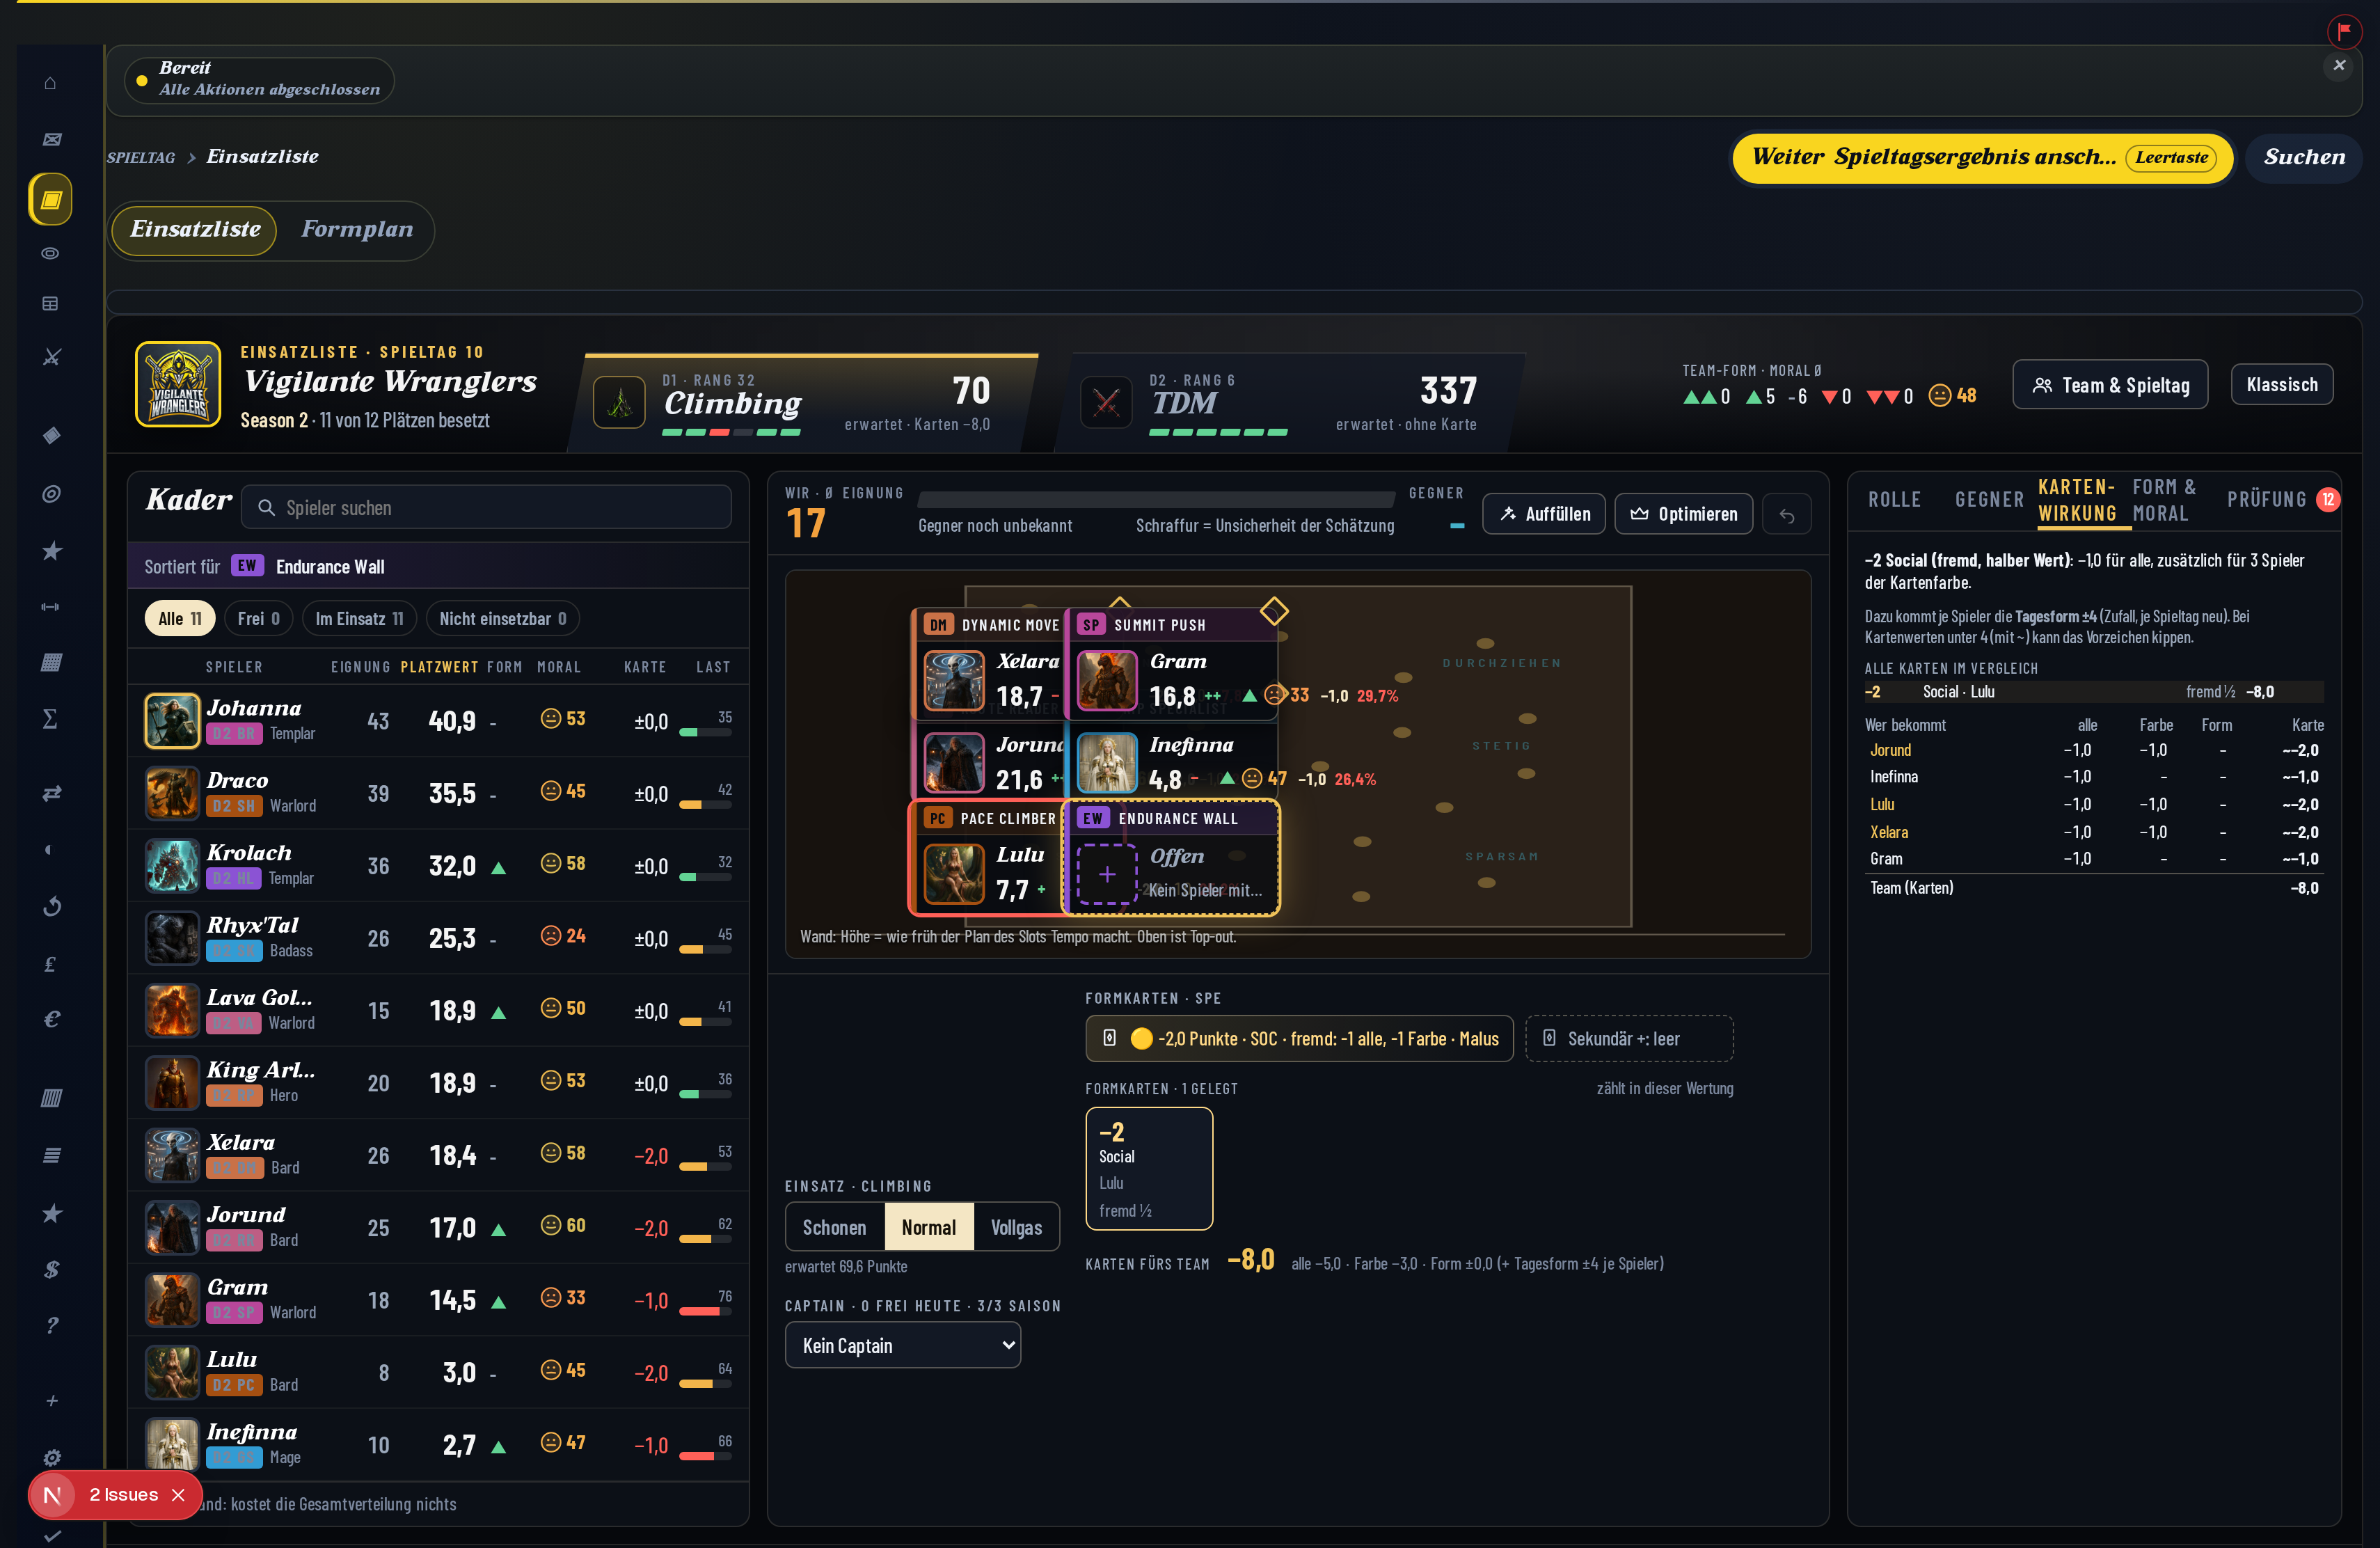 Bereit
Alle Aktionen abgeschlossen
SPIELTAG > Einsatzliste
Weiter Spieltagsergebnis ansch... Leertaste
Suchen
Einsatzliste
Formplan
VIGILANTE WRANGLERS
EINSATZLISTE · SPIELTAG 10
Vigilante Wranglers
Season 2 · 11 von 12 Plätzen besetzt
D1 · RANG 32
Climbing
70
erwartet · Karten −8,0
D2 · RANG 6
TDM
337
erwartet · ohne Karte
TEAM-FORM · MORAL Ø
▲▲0 ▲5 -6 ▼0 ▼▼0 48
Team & Spieltag
Klassisch
Kader
Spieler suchen
Sortiert für EW Endurance Wall
Alle 11
Frei 0
Im Einsatz 11
Nicht einsetzbar 0
SPIELER EIGNUNG PLATZWERT FORM MORAL KARTE LAST
Johanna
D2 BR Templar
43 40,9 - 53 ±0,0 35
Draco
D2 SH Warlord
39 35,5 - 45 ±0,0 42
Krolach
D2 HL Templar
36 32,0 ▲ 58 ±0,0 32
Rhyx'Tal
Badass
26 25,3 - 24 ±0,0 45
Lava Gol...
Warlord
15 18,9 ▲ 50 ±0,0 41
King Arl...
Hero
20 18,9 - 53 ±0,0 36
Xelara
Bard
26 18,4 - 58 −2,0 53
Jorund
Bard
25 17,0 ▲ 60 −2,0 62
Gram
D2 SP Warlord
18 14,5 ▲ 33 −1,0 76
Lulu
D2 PC Bard
8 3,0 - 45 −2,0 64
Inefinna
Mage
10 2,7 ▲ 47 −1,0 66
and: kostet die Gesamtverteilung nichts
N 2 Issues ×
WIR · Ø EIGNUNG
17
Gegner noch unbekannt
Schraffur = Unsicherheit der Schätzung
GEGNER
–
Auffüllen
Optimieren
DM DYNAMIC MOVE
Xelara
18,7 -
SP SUMMIT PUSH
Gram
16,8 ++ ▲ 33 −1,0 29,7%
Jorund
21,6
Inefinna
4,8 - ▲ 47 −1,0 26,4%
PC PACE CLIMBER
Lulu
7,7 +
EW ENDURANCE WALL
Offen
Kein Spieler mit...
DURCHZIEHEN
STETIG
SPARSAM
Wand: Höhe = wie früh der Plan des Slots Tempo macht. Oben ist Top-out.
FORMKARTEN · SPE
-2,0 Punkte · SOC · fremd: -1 alle, -1 Farbe · Malus
Sekundär +: leer
FORMKARTEN · 1 GELEGT
zählt in dieser Wertung
−2
Social
Lulu
fremd ½
EINSATZ · CLIMBING
Schonen
Normal
Vollgas
erwartet 69,6 Punkte
KARTEN FÜRS TEAM −8,0 alle −5,0 · Farbe −3,0 · Form ±0,0 (+ Tagesform ±4 je Spieler)
CAPTAIN · 0 FREI HEUTE · 3/3 SAISON
Kein Captain
ROLLE
GEGNER
KARTEN-
WIRKUNG
FORM &
MORAL
PRÜFUNG 12
−2 Social (fremd, halber Wert): −1,0 für alle, zusätzlich für 3 Spieler
der Kartenfarbe.
Dazu kommt je Spieler die Tagesform ±4 (Zufall, je Spieltag neu). Bei
Kartenwerten unter 4 (mit ~) kann das Vorzeichen kippen.
ALLE KARTEN IM VERGLEICH
−2 Social · Lulu fremd ½ −8,0
Wer bekommt alle Farbe Form Karte
Jorund −1,0 −1,0 – ~−2,0
Inefinna −1,0 – – ~−1,0
Lulu −1,0 −1,0 – ~−2,0
Xelara −1,0 −1,0 – ~−2,0
Gram −1,0 – – ~−1,0
Team (Karten) −8,0